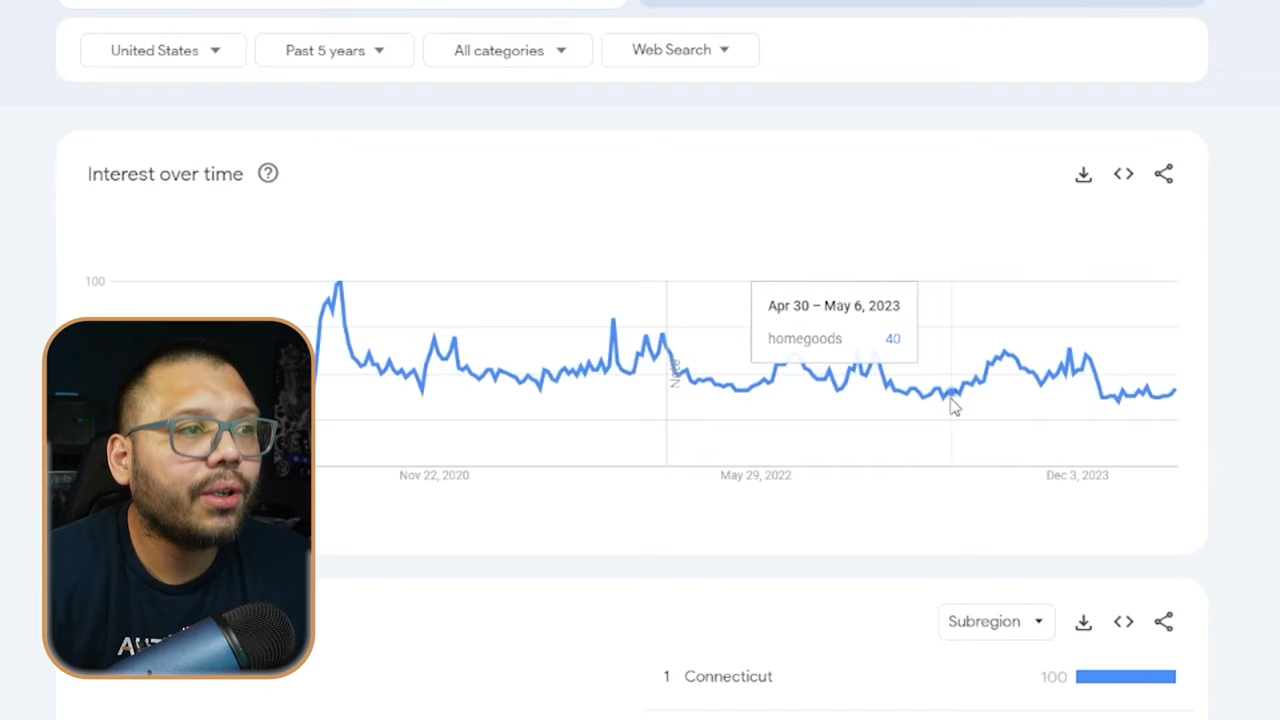 United States Past 5 years All categories Web Search
Interest over time
100
Apr 30 – May 6, 2023
homegoods 40
Note
Nov 22, 2020 May 29, 2022 Dec 3, 2023
Subregion
1 Connecticut 100